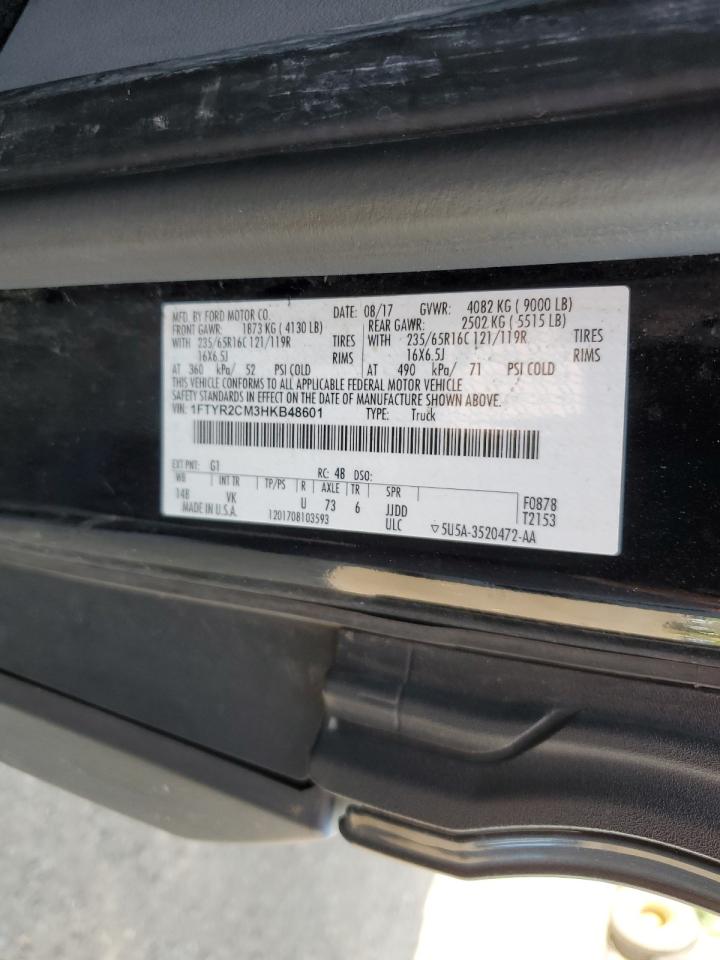 MFD. BY FORD MOTOR CO. DATE: 08/17 GVWR: 4082 KG ( 9000 LB)
FRONT GAWR: 1873 KG ( 4130 LB) REAR GAWR: 2502 KG ( 5515 LB)
WITH 235/65R16C 121/119R TIRES WITH 235/65R16C 121/119R TIRES
16X6.5J RIMS 16X6.5J RIMS
AT 360 kPa/ 52 PSI COLD AT 490 kPa/ 71 PSI COLD
THIS VEHICLE CONFORMS TO ALL APPLICABLE FEDERAL MOTOR VEHICLE
SAFETY STANDARDS IN EFFECT ON THE DATE OF MANUFACTURE SHOWN ABOVE.
VIN: 1FTYR2CM3HKB48601 TYPE: Truck
EXT PNT: G1 RC: 48 DSO:
WB INT TR TP/PS R AXLE TR SPR
148 VK U 73 6 JJDD F0878
MADE IN U.S.A. 1201708103593 ULC ▽5U5A-3520472-AA T2153